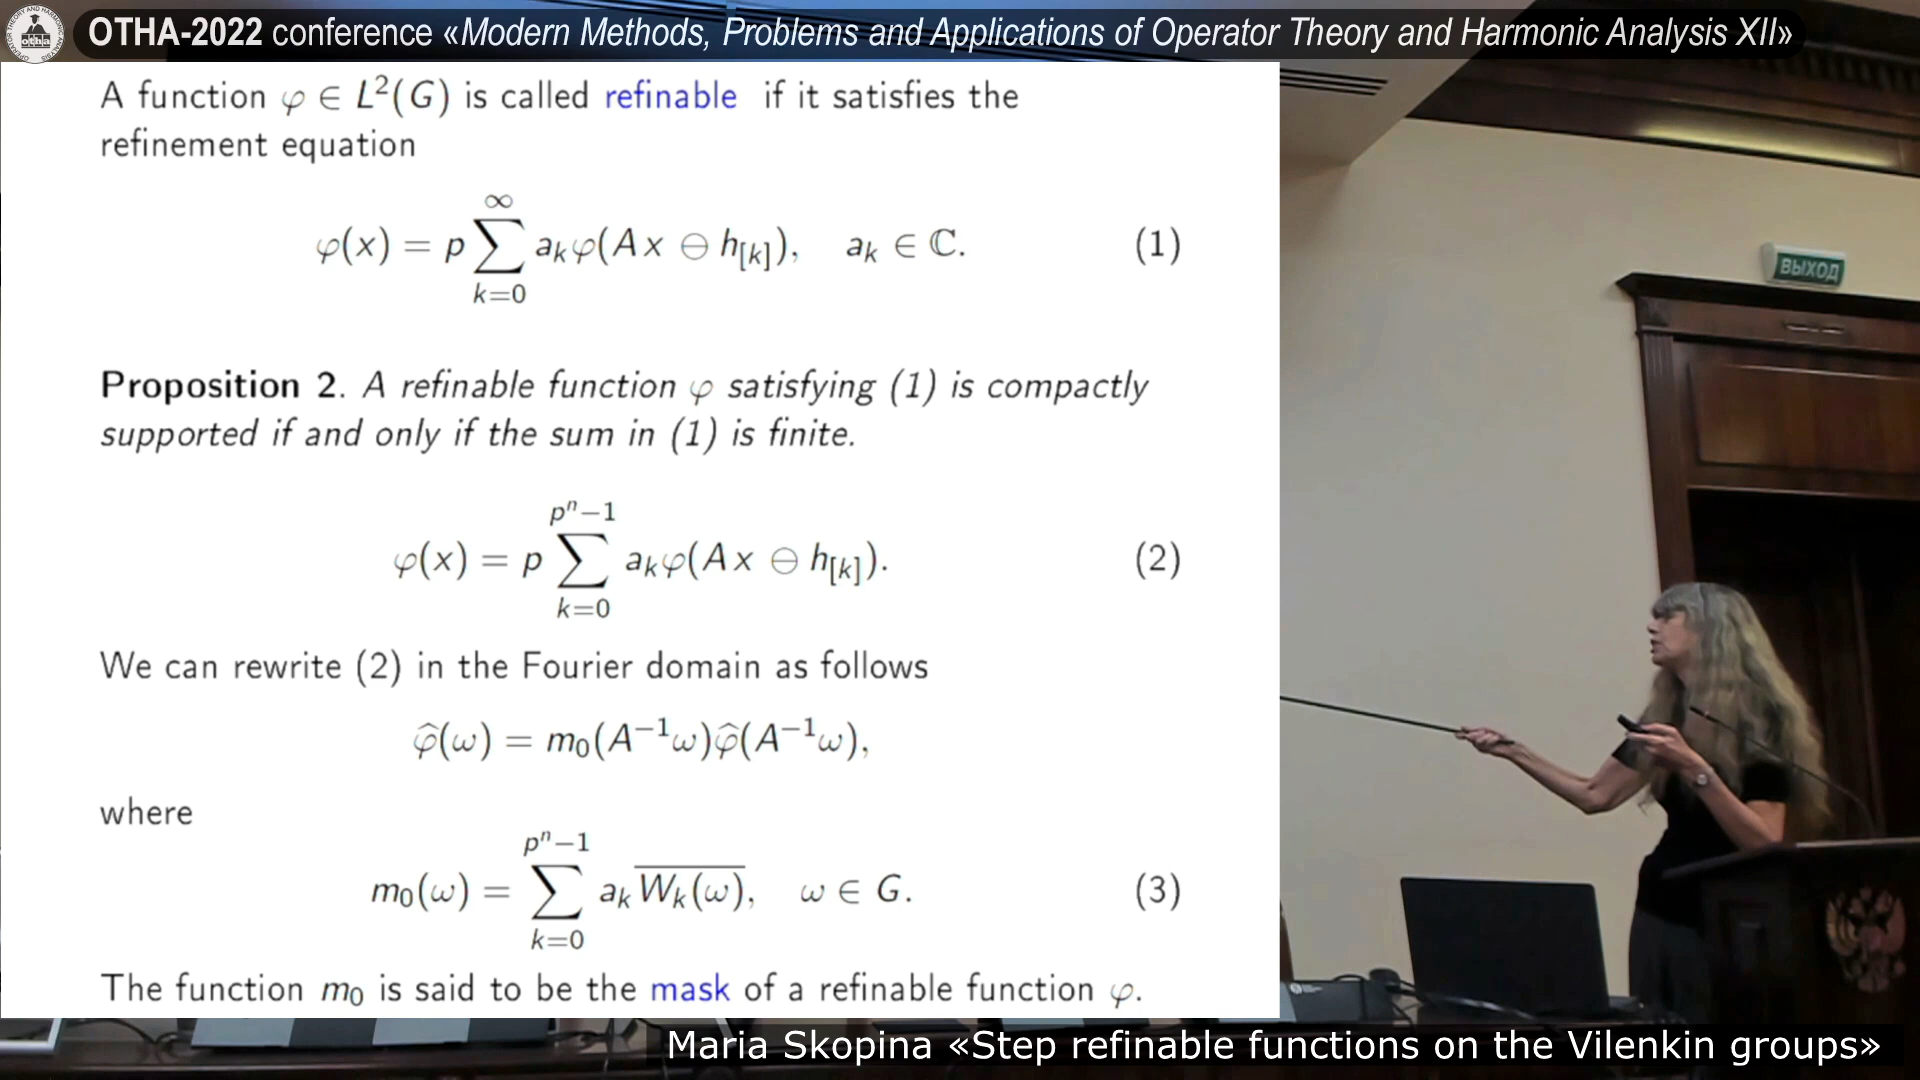 OTHA-2022 conference «Modern Methods, Problems and Applications of Operator Theory and Harmonic Analysis XII»
A function φ ∈ L²(G) is called refinable if it satisfies the
refinement equation
φ(x) = p ∑_{k=0}^{∞} a_k φ(Ax ⊖ h_{[k]}), a_k ∈ ℂ. (1)
Proposition 2. A refinable function φ satisfying (1) is compactly
supported if and only if the sum in (1) is finite.
φ(x) = p ∑_{k=0}^{pⁿ−1} a_k φ(Ax ⊖ h_{[k]}). (2)
We can rewrite (2) in the Fourier domain as follows
φ̂(ω) = m₀(A⁻¹ω)φ̂(A⁻¹ω),
where
m₀(ω) = ∑_{k=0}^{pⁿ−1} a_k \overline{W_k(ω)}, ω ∈ G. (3)
The function m₀ is said to be the mask of a refinable function φ.
ВЫХОД
Maria Skopina «Step refinable functions on the Vilenkin groups»